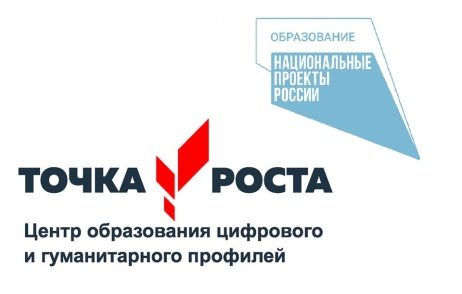 ОБРАЗОВАНИЕ
НАЦИОНАЛЬНЫЕ
ПРОЕКТЫ
РОССИИ
ТОЧКА РОСТА
Центр образования цифрового
и гуманитарного профилей